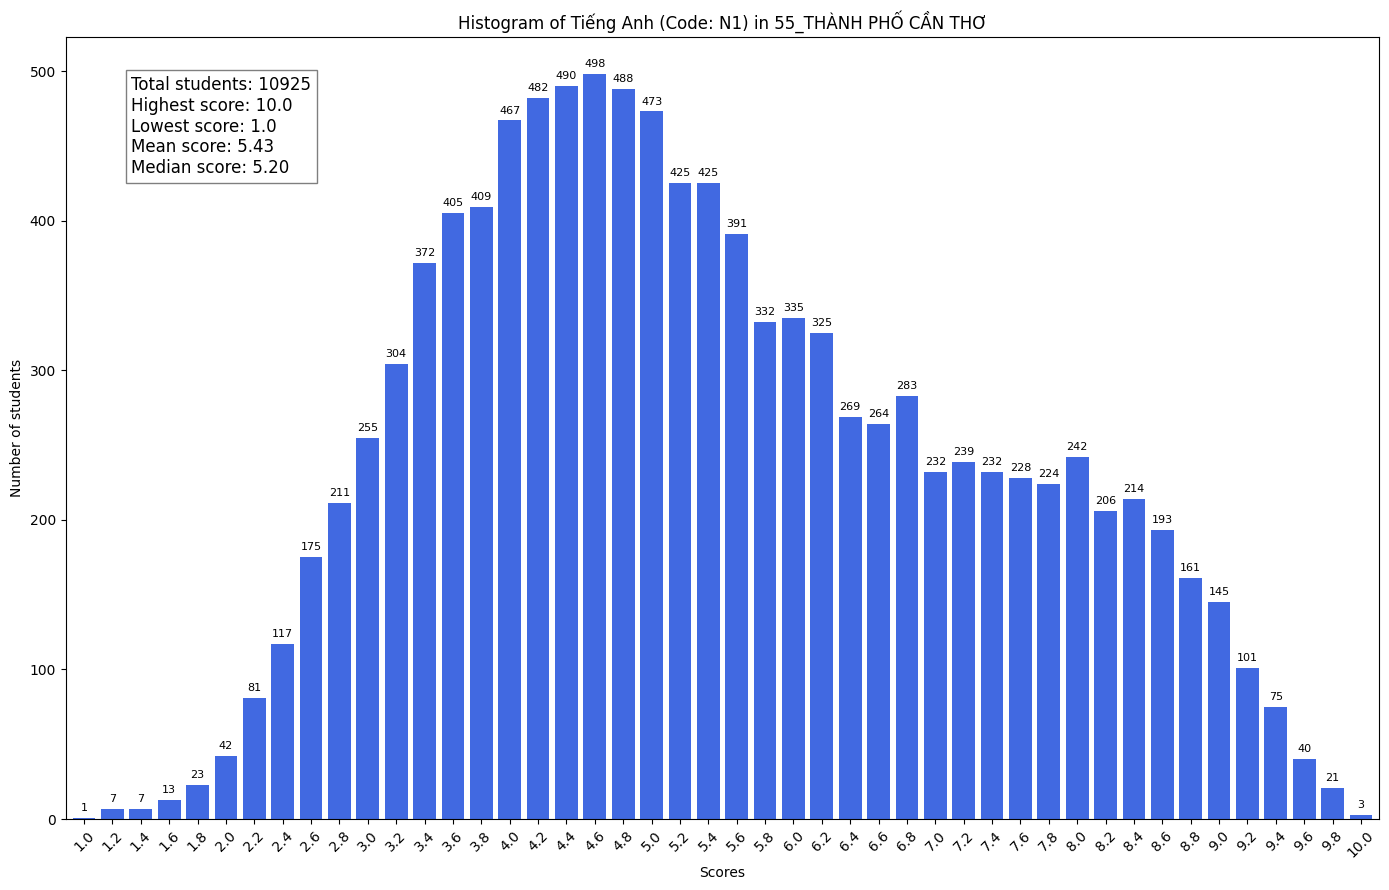 Histogram of Tiếng Anh (Code: N1) in 55_THÀNH PHỐ CẦN THƠ
Total students: 10925
Highest score: 10.0
Lowest score: 1.0
Mean score: 5.43
Median score: 5.20
Number of students
500
400
300
200
100
0
1 7 7 13 23 42 81 117 175 211 255 304 372 405 409 467 482 490 498 488 473 425 425 391 332 335 325 269 264 283 232 239 232 228 224 242 206 214 193 161 145 101 75 40 21 3
1.0 1.2 1.4 1.6 1.8 2.0 2.2 2.4 2.6 2.8 3.0 3.2 3.4 3.6 3.8 4.0 4.2 4.4 4.6 4.8 5.0 5.2 5.4 5.6 5.8 6.0 6.2 6.4 6.6 6.8 7.0 7.2 7.4 7.6 7.8 8.0 8.2 8.4 8.6 8.8 9.0 9.2 9.4 9.6 9.8 10.0
Scores